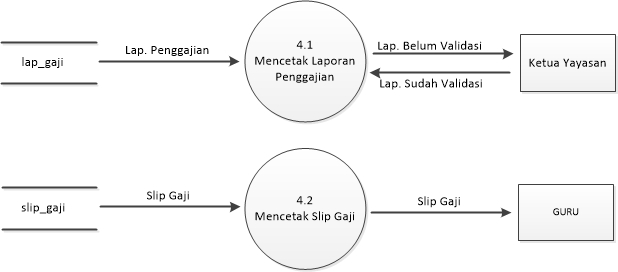 lap_gaji
Lap. Penggajian
4.1
Mencetak Laporan
Penggajian
Lap. Belum Validasi
Lap. Sudah Validasi
Ketua Yayasan
slip_gaji
Slip Gaji
4.2
Mencetak Slip Gaji
Slip Gaji
GURU